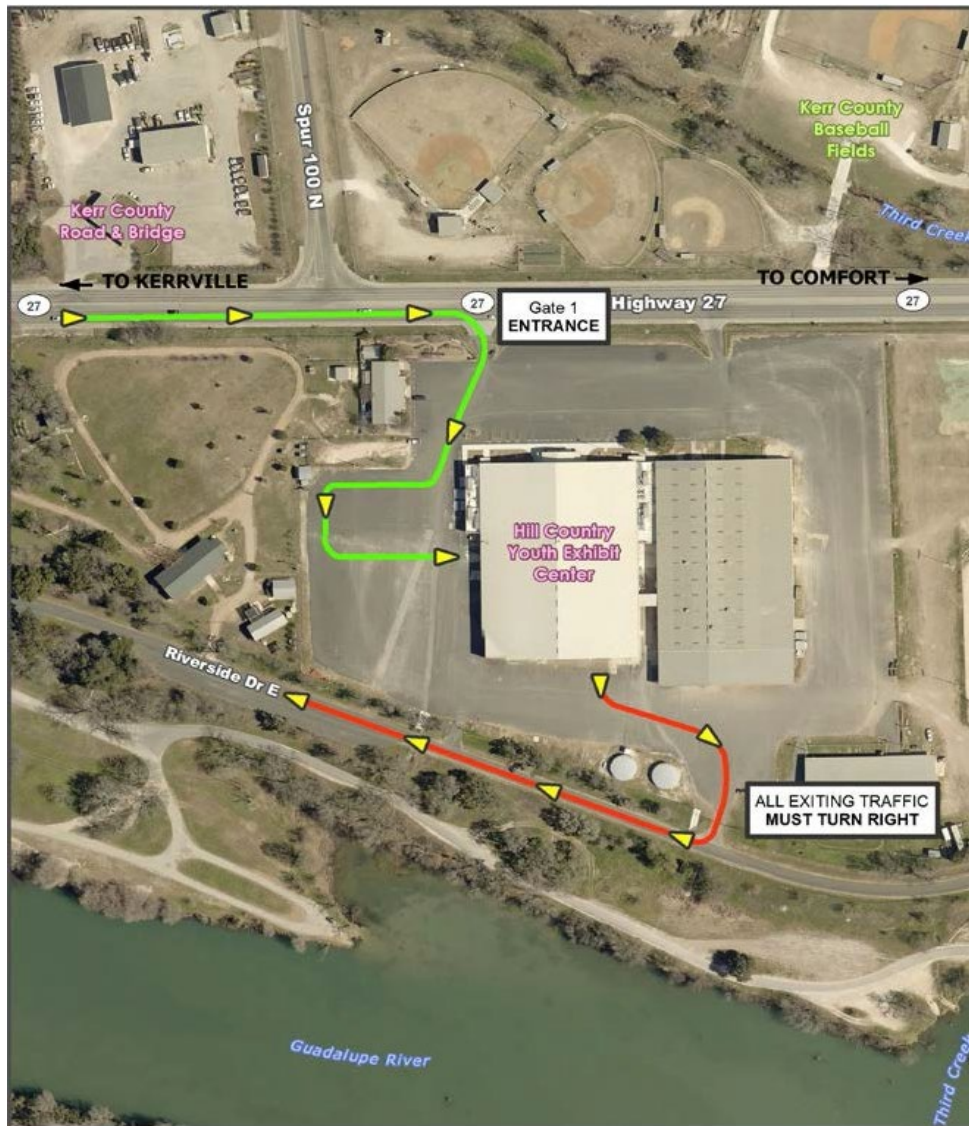 Spur 100 N
Kerr County
Baseball
Fields
Kerr County
Road & Bridge
Third Creek
TO KERRVILLE
TO COMFORT
27
27
Gate 1
ENTRANCE
Highway 27
27
Hill Country
Youth Exhibit
Center
Riverside Dr E
ALL EXITING TRAFFIC
MUST TURN RIGHT
Guadalupe River
Third Creek